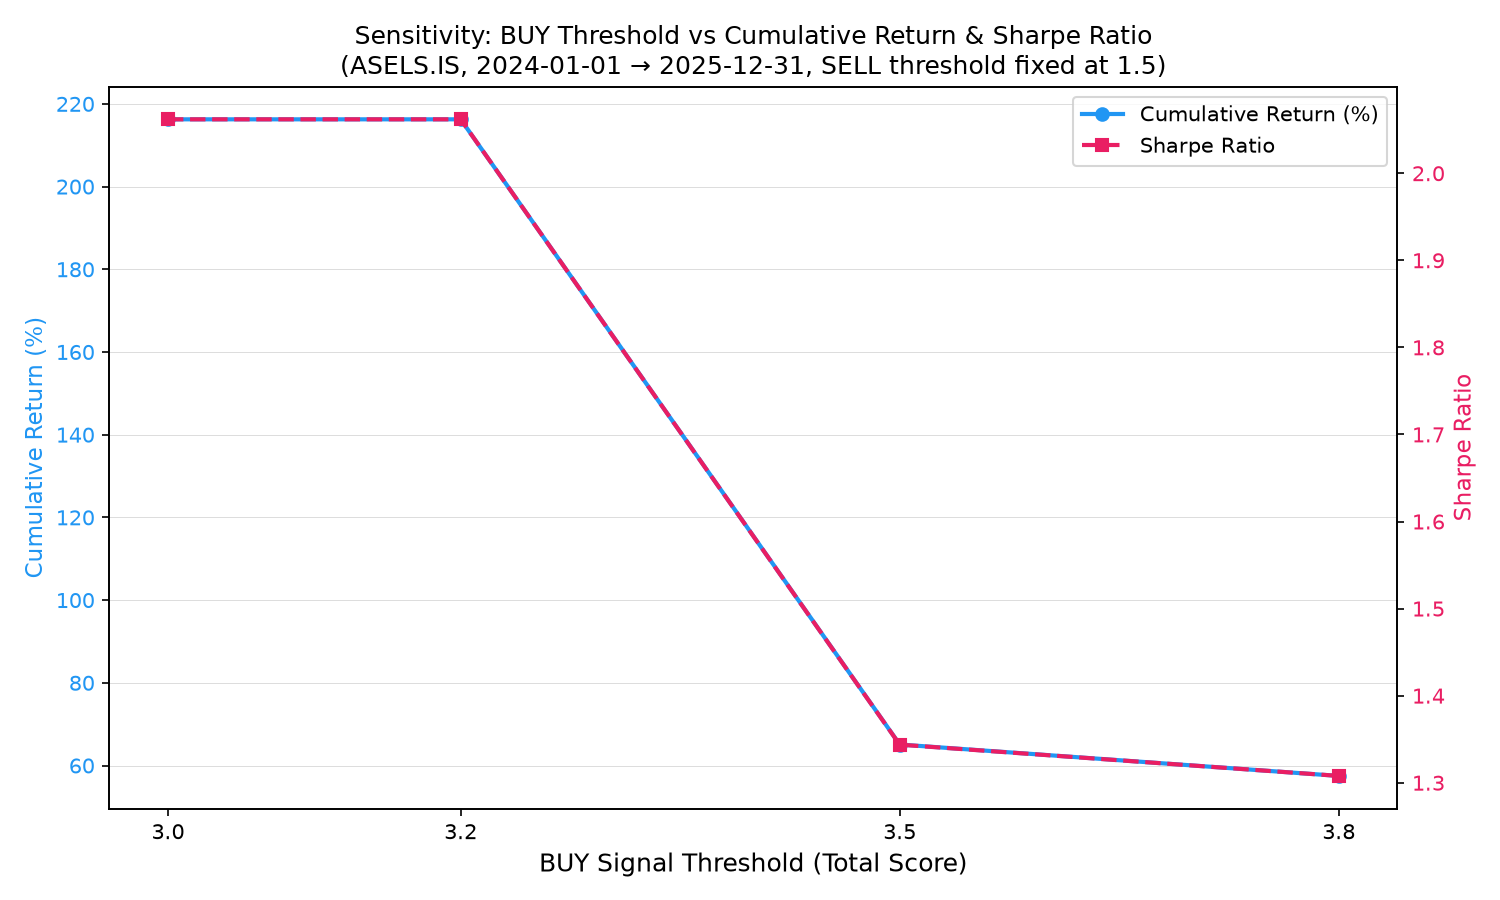 Sensitivity: BUY Threshold vs Cumulative Return & Sharpe Ratio
(ASELS.IS, 2024-01-01 → 2025-12-31, SELL threshold fixed at 1.5)
Cumulative Return (%)
Sharpe Ratio
220
200
180
160
140
120
100
80
60
Cumulative Return (%)
2.0
1.9
1.8
1.7
1.6
1.5
1.4
1.3
Sharpe Ratio
3.0 3.2 3.5 3.8
BUY Signal Threshold (Total Score)